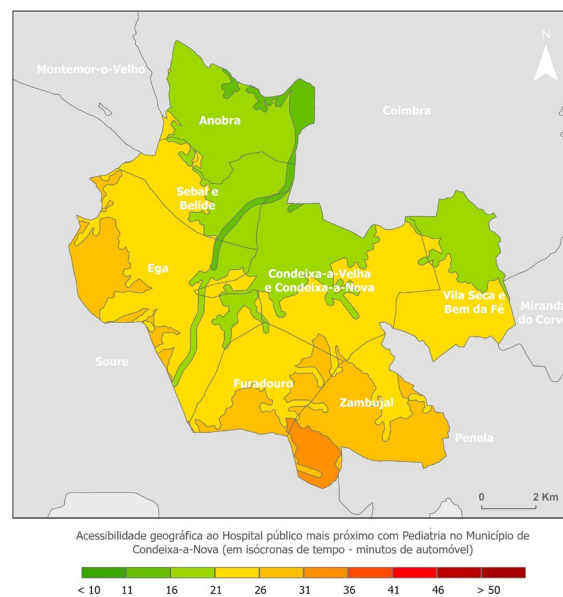 N
Montemor-o-Velho
Coimbra
Anobra
Sebal e
Belide
Ega
Condeixa-a-Velha
e Condeixa-a-Nova
Vila Seca e
Bem da Fé
Miranda
do Corvo
Soure
Furadouro
Zambujal
Penela
0 2 Km
Acessibilidade geográfica ao Hospital público mais próximo com Pediatria no Município de
Condeixa-a-Nova (em isócronas de tempo - minutos de automóvel)
< 10 11 16 21 26 31 36 41 46 > 50